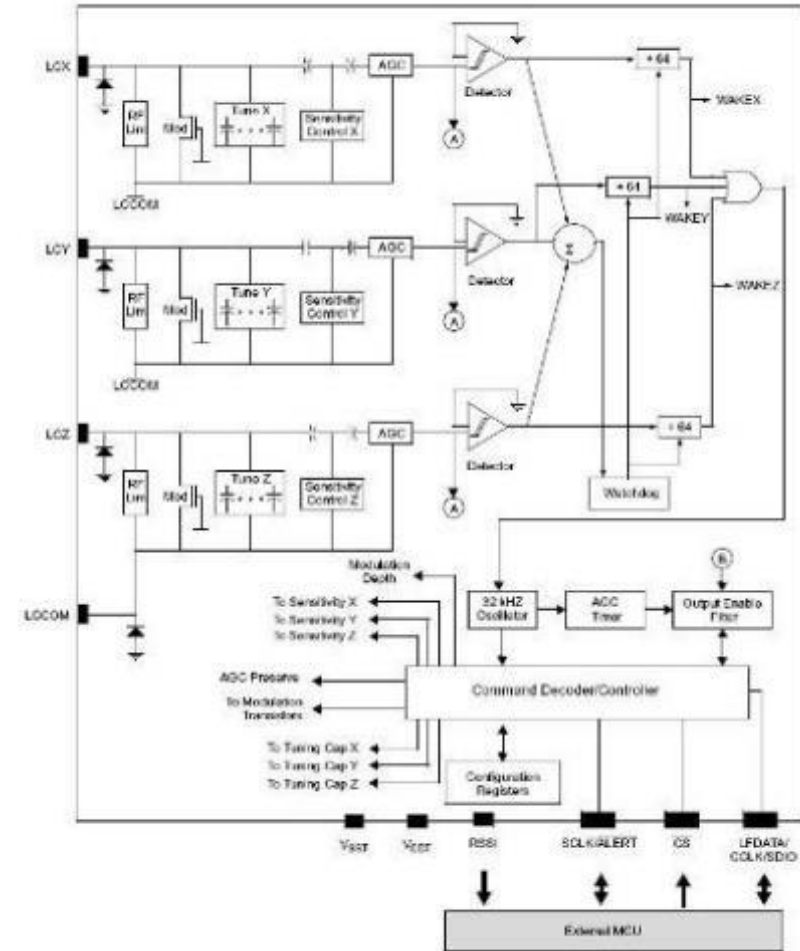 LCX
RF
Lim
Mod
Tune X
Sensitivity
Control X
AGC
Detector
A
÷ 64
WAKEX
LCCOM
LCY
RF
Lim
Mod
Tune Y
Sensitivity
Control Y
AGC
Detector
A
Σ
÷ 64
WAKEY
WAKEZ
LCCOM
LCZ
RF
Lim
Mod
Tune Z
Sensitivity
Control Z
AGC
Detector
A
÷ 64
Watchdog
Modulation
Depth
B
LCCOM
To Sensitivity X
To Sensitivity Y
To Sensitivity Z
32 kHZ
Oscillator
AGC
Timer
Output Enable
Filter
AGC Preserve
To Modulation
Transistors
Command Decoder/Controller
To Tuning Cap X
To Tuning Cap Y
To Tuning Cap Z
Configuration
Registers
RSSI
SCLK/ALERT
CS
LFDATA/
CCLK/SDIO
External MCU